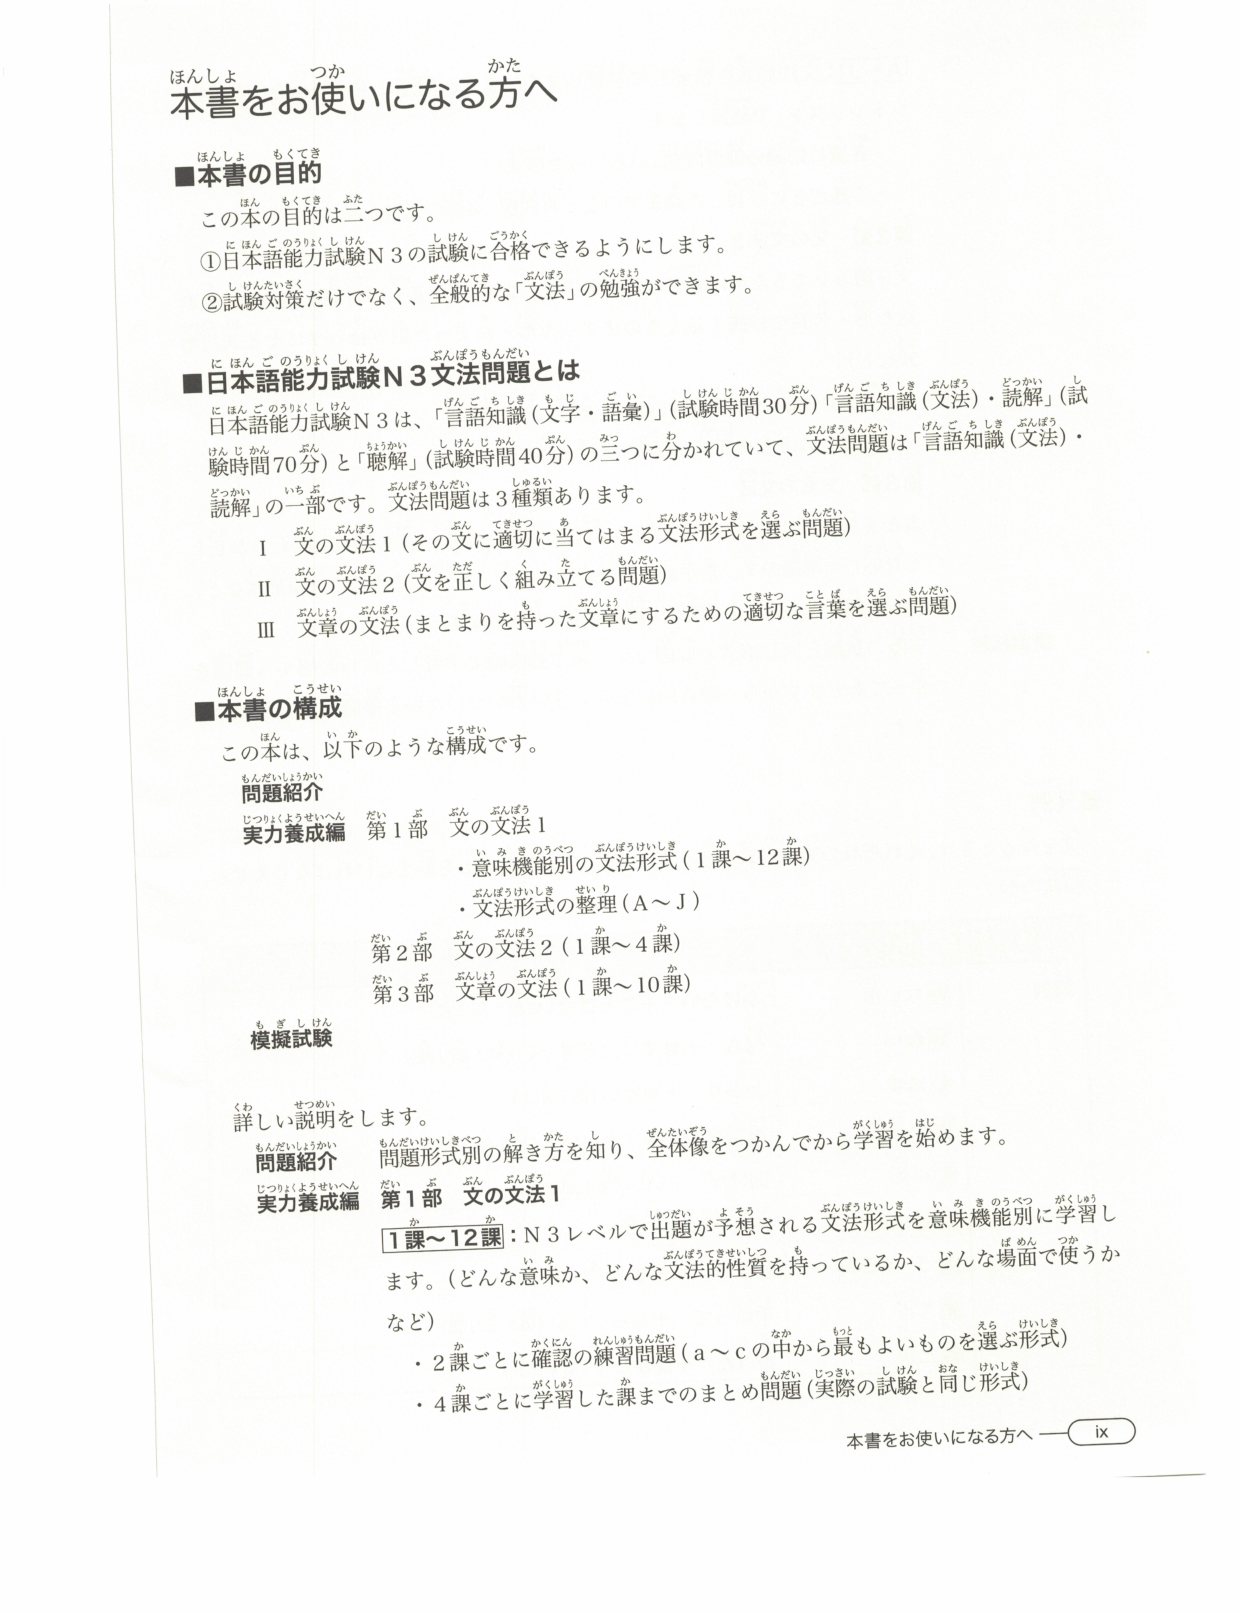 本書をお使いになる方へ
■本書の目的
この本の目的は二つです。
①日本語能力試験N3の試験に合格できるようにします。
②試験対策だけでなく、全般的な「文法」の勉強ができます。
■日本語能力試験N3文法問題とは
日本語能力試験N3は、「言語知識(文字・語彙)」(試験時間30分)「言語知識(文法)・読解」(試
験時間70分)と「聴解」(試験時間40分)の三つに分かれていて、文法問題は「言語知識(文法)・
読解」の一部です。文法問題は3種類あります。
Ⅰ 文の文法1(その文に適切に当てはまる文法形式を選ぶ問題)
Ⅱ 文の文法2(文を正しく組み立てる問題)
Ⅲ 文章の文法(まとまりを持った文章にするための適切な言葉を選ぶ問題)
■本書の構成
この本は、以下のような構成です。
問題紹介
実力養成編 第1部 文の文法1
・意味機能別の文法形式(1課～12課)
・文法形式の整理(A～J)
第2部 文の文法2(1課～4課)
第3部 文章の文法(1課～10課)
模擬試験
詳しい説明をします。
問題紹介 問題形式別の解き方を知り、全体像をつかんでから学習を始めます。
実力養成編 第1部 文の文法1
1課～12課:N3レベルで出題が予想される文法形式を意味機能別に学習し
ます。(どんな意味か、どんな文法的性質を持っているか、どんな場面で使うか
など)
・2課ごとに確認の練習問題(a～cの中から最もよいものを選ぶ形式)
・4課ごとに学習した課までのまとめ問題(実際の試験と同じ形式)
本書をお使いになる方へ ix